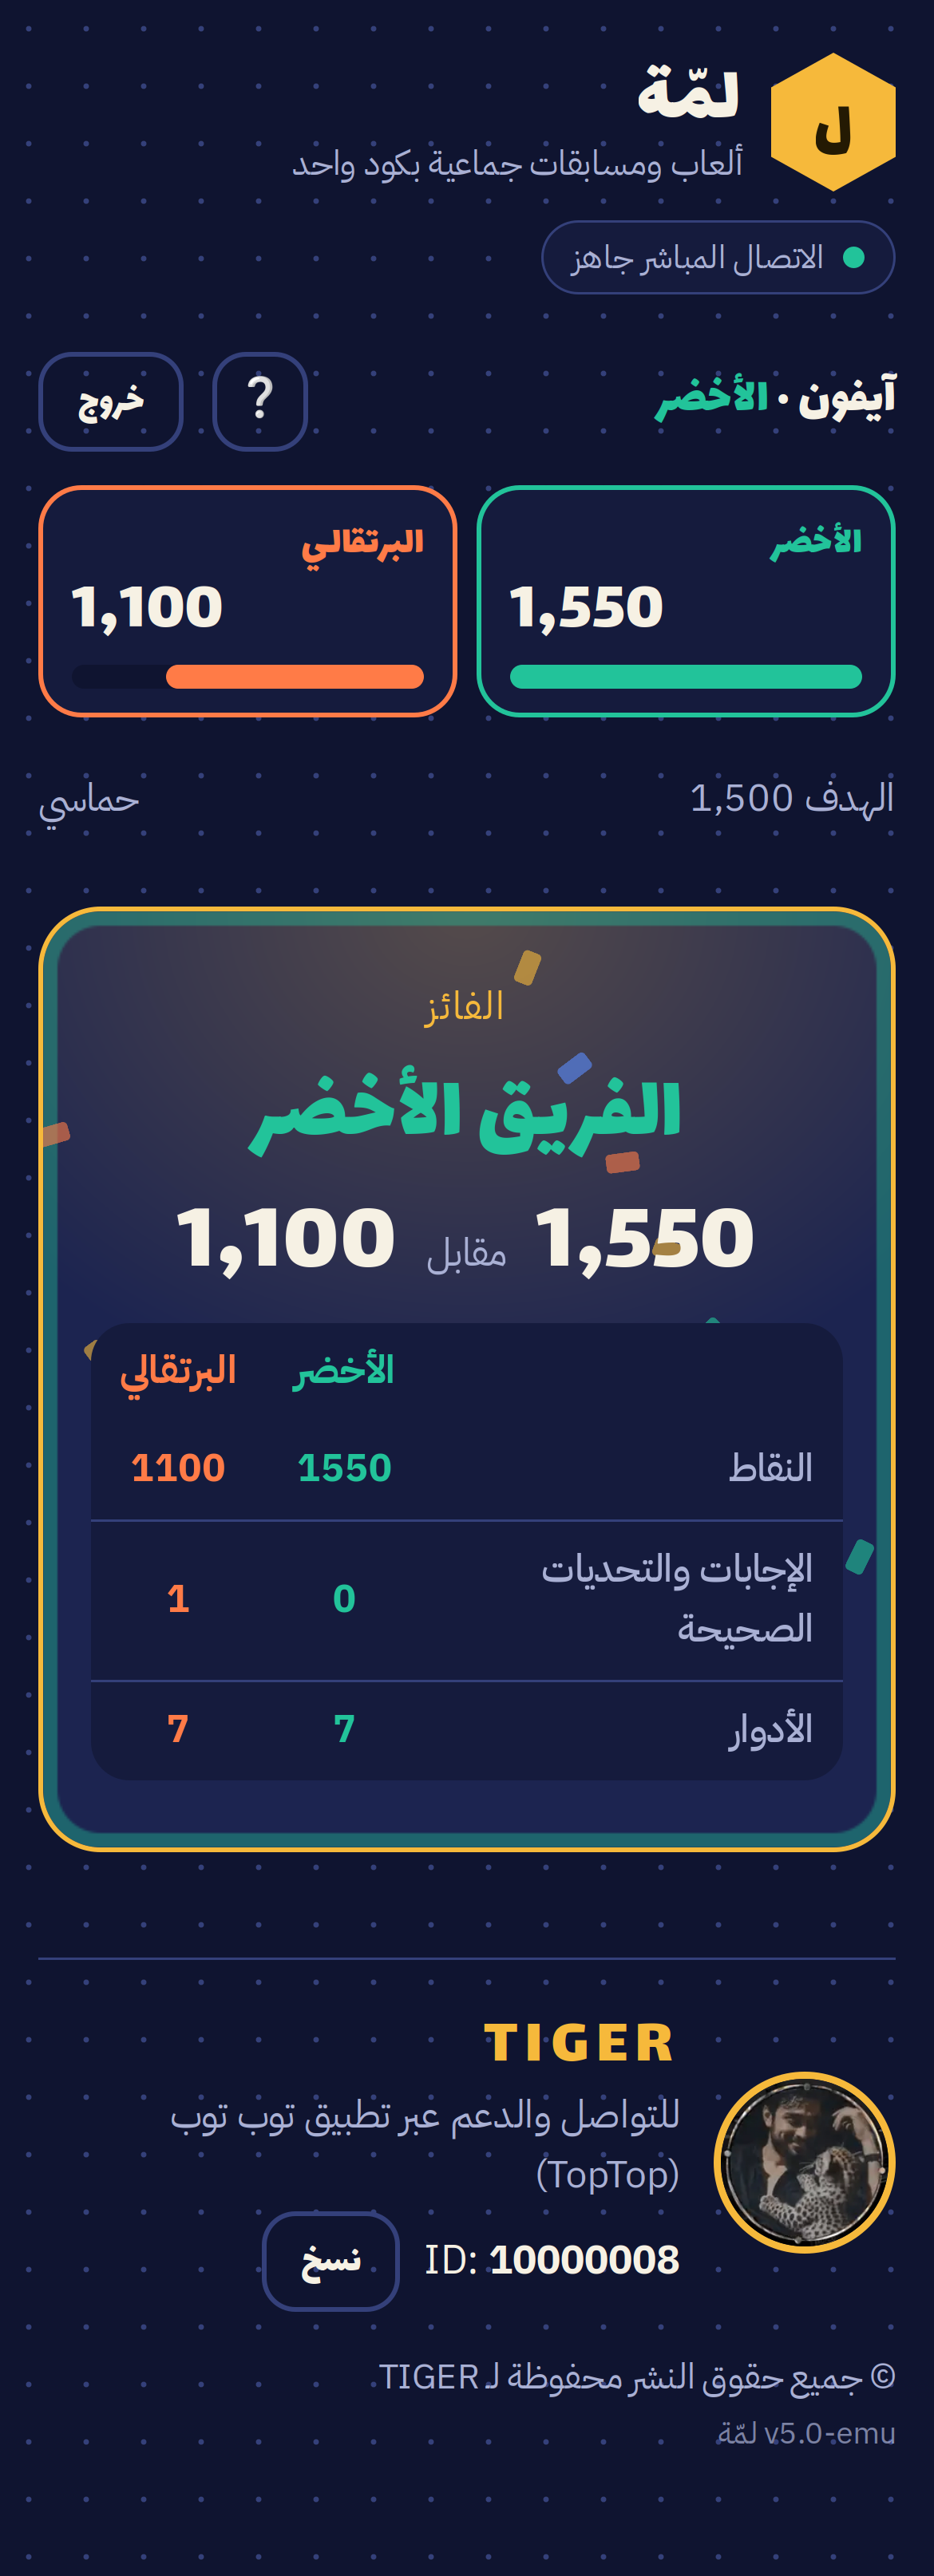 ل
لمّة
ألعاب ومسابقات جماعية بكود واحد
الاتصال المباشر جاهز
آيفون · الأخضر
?
خروج
الأخضر
1,550
البرتقالي
1,100
الهدف 1,500
حماسي
الفائز
الفريق الأخضر
1,550 مقابل 1,100
الأخضر البرتقالي
النقاط 1550 1100
الإجابات والتحديات
الصحيحة 0 1
الأدوار 7 7
TIGER
للتواصل والدعم عبر تطبيق توب توب
(TopTop)
ID: 10000008
نسخ
© جميع حقوق النشر محفوظة لـ TIGER
لمّة v5.0-emu